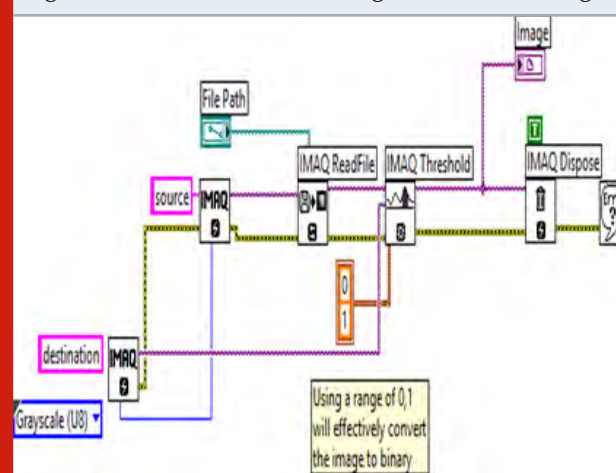 Image
File Path
T
IMAQ ReadFile
IMAQ Threshold
IMAQ Dispose
source
IMAQ
?
0
1
destination
IMAQ
Grayscale (U8)
Using a range of 0,1
will effectively convert
the image to binary